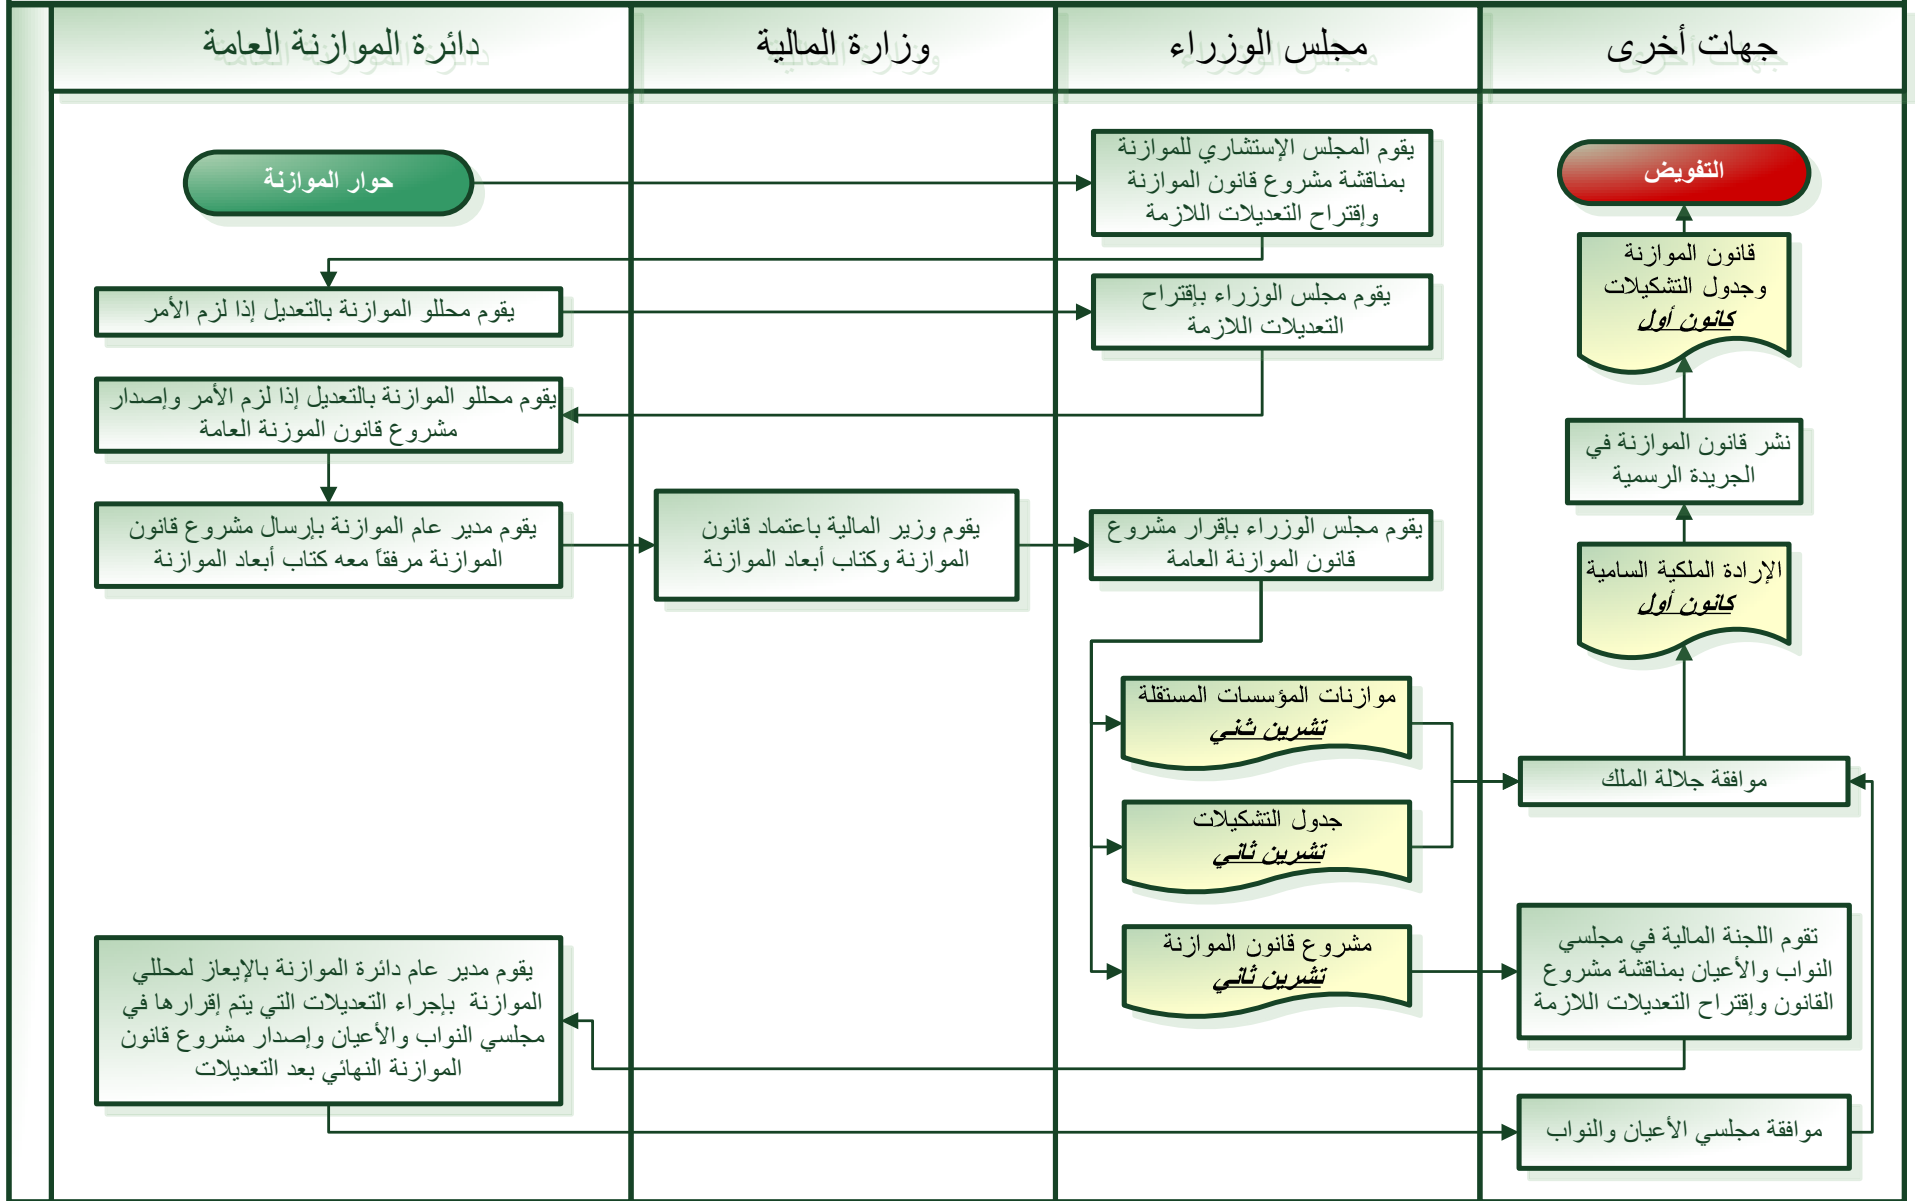 دائرة الموازنة العامة
وزارة المالية
مجلس الوزراء
جهات أخرى
حوار الموازنة
يقوم المجلس الإستشاري للموازنة
بمناقشة مشروع قانون الموازنة
وإقتراح التعديلات اللازمة
يقوم محللو الموازنة بالتعديل إذا لزم الأمر
يقوم مجلس الوزراء بإقتراح
التعديلات اللازمة
يقوم محللو الموازنة بالتعديل إذا لزم الأمر وإصدار
مشروع قانون الموزنة العامة
يقوم مدير عام الموازنة بإرسال مشروع قانون
الموازنة مرفقاً معه كتاب أبعاد الموازنة
يقوم وزير المالية باعتماد قانون
الموازنة وكتاب أبعاد الموازنة
يقوم مجلس الوزراء بإقرار مشروع
قانون الموازنة العامة
موازنات المؤسسات المستقلة
تشرين ثني
جدول التشكيلات
تشرين ثاني
مشروع قانون الموازنة
تشرين ثاني
تقوم اللجنة المالية في مجلسي
النواب والأعيان بمناقشة مشروع
القانون وإقتراح التعديلات اللازمة
يقوم مدير عام دائرة الموازنة بالإيعاز لمحللي
الموازنة بإجراء التعديلات التي يتم إقرارها في
مجلسي النواب والأعيان وإصدار مشروع قانون
الموازنة النهائي بعد التعديلات
موافقة مجلسي الأعيان والنواب
موافقة جلالة الملك
الإرادة الملكية السامية
كانون أول
نشر قانون الموازنة في
الجريدة الرسمية
قانون الموازنة
وجدول التشكيلات
كانون أول
التفويض